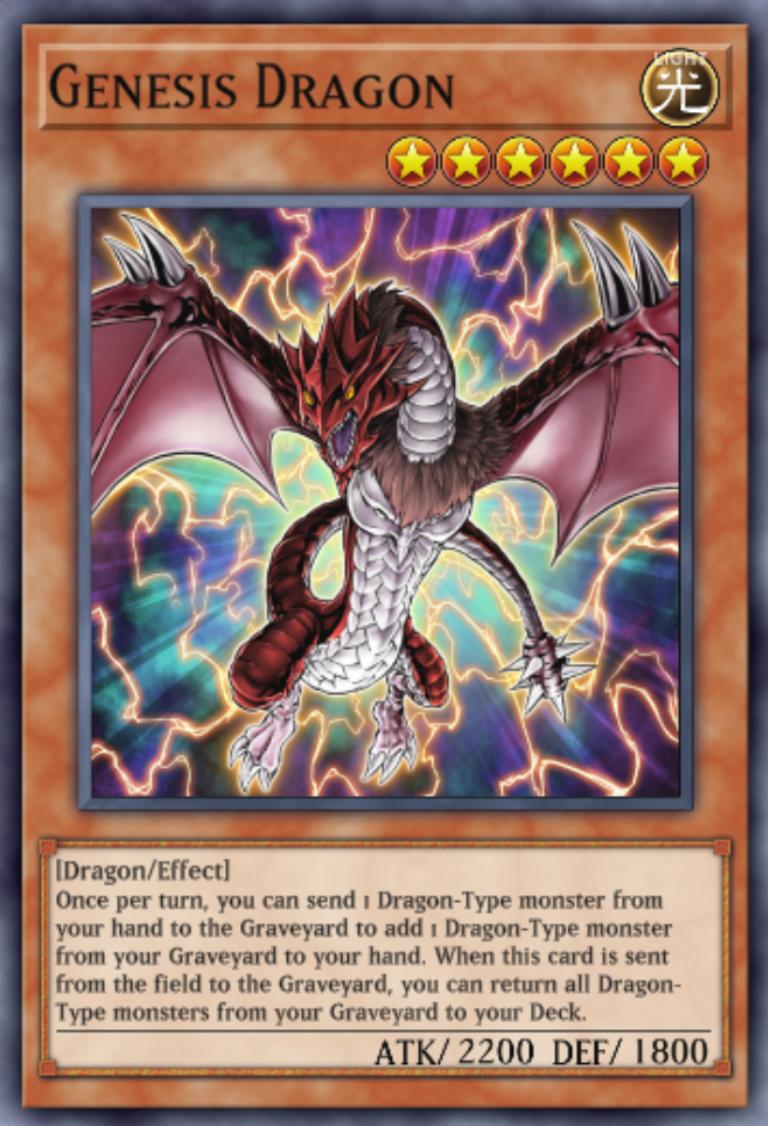 GENESIS DRAGON
LIGHT
光
[Dragon/Effect]
Once per turn, you can send 1 Dragon-Type monster from
your hand to the Graveyard to add 1 Dragon-Type monster
from your Graveyard to your hand. When this card is sent
from the field to the Graveyard, you can return all Dragon-
Type monsters from your Graveyard to your Deck.
ATK/ 2200 DEF/ 1800